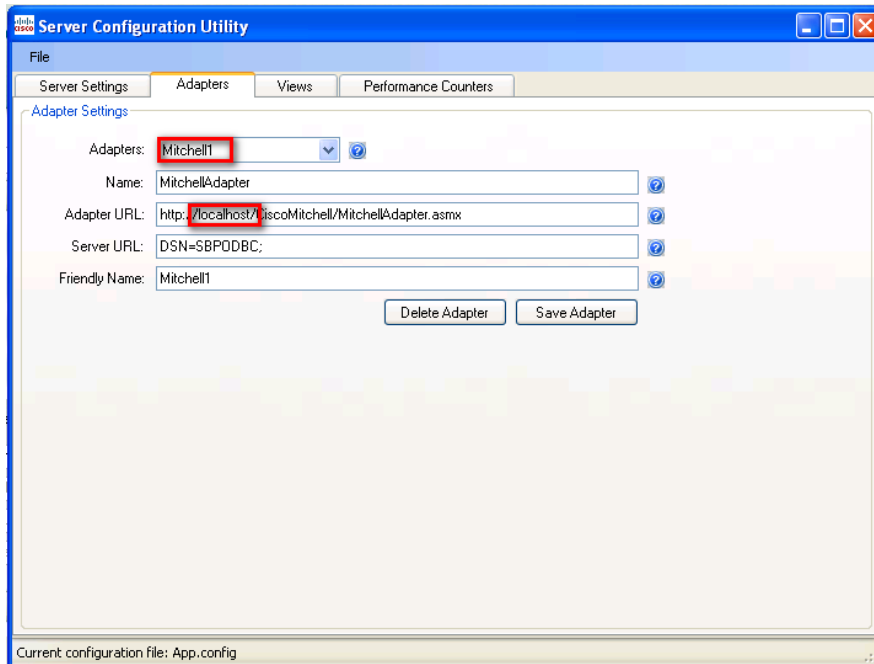 cisco Server Configuration Utility
File
Server Settings Adapters Views Performance Counters
Adapter Settings
Adapters: Mitchell1
Name: MitchellAdapter
Adapter URL: http://localhost/CiscoMitchell/MitchellAdapter.asmx
Server URL: DSN=SBPODBC;
Friendly Name: Mitchell1
Delete Adapter Save Adapter
Current configuration file: App.config